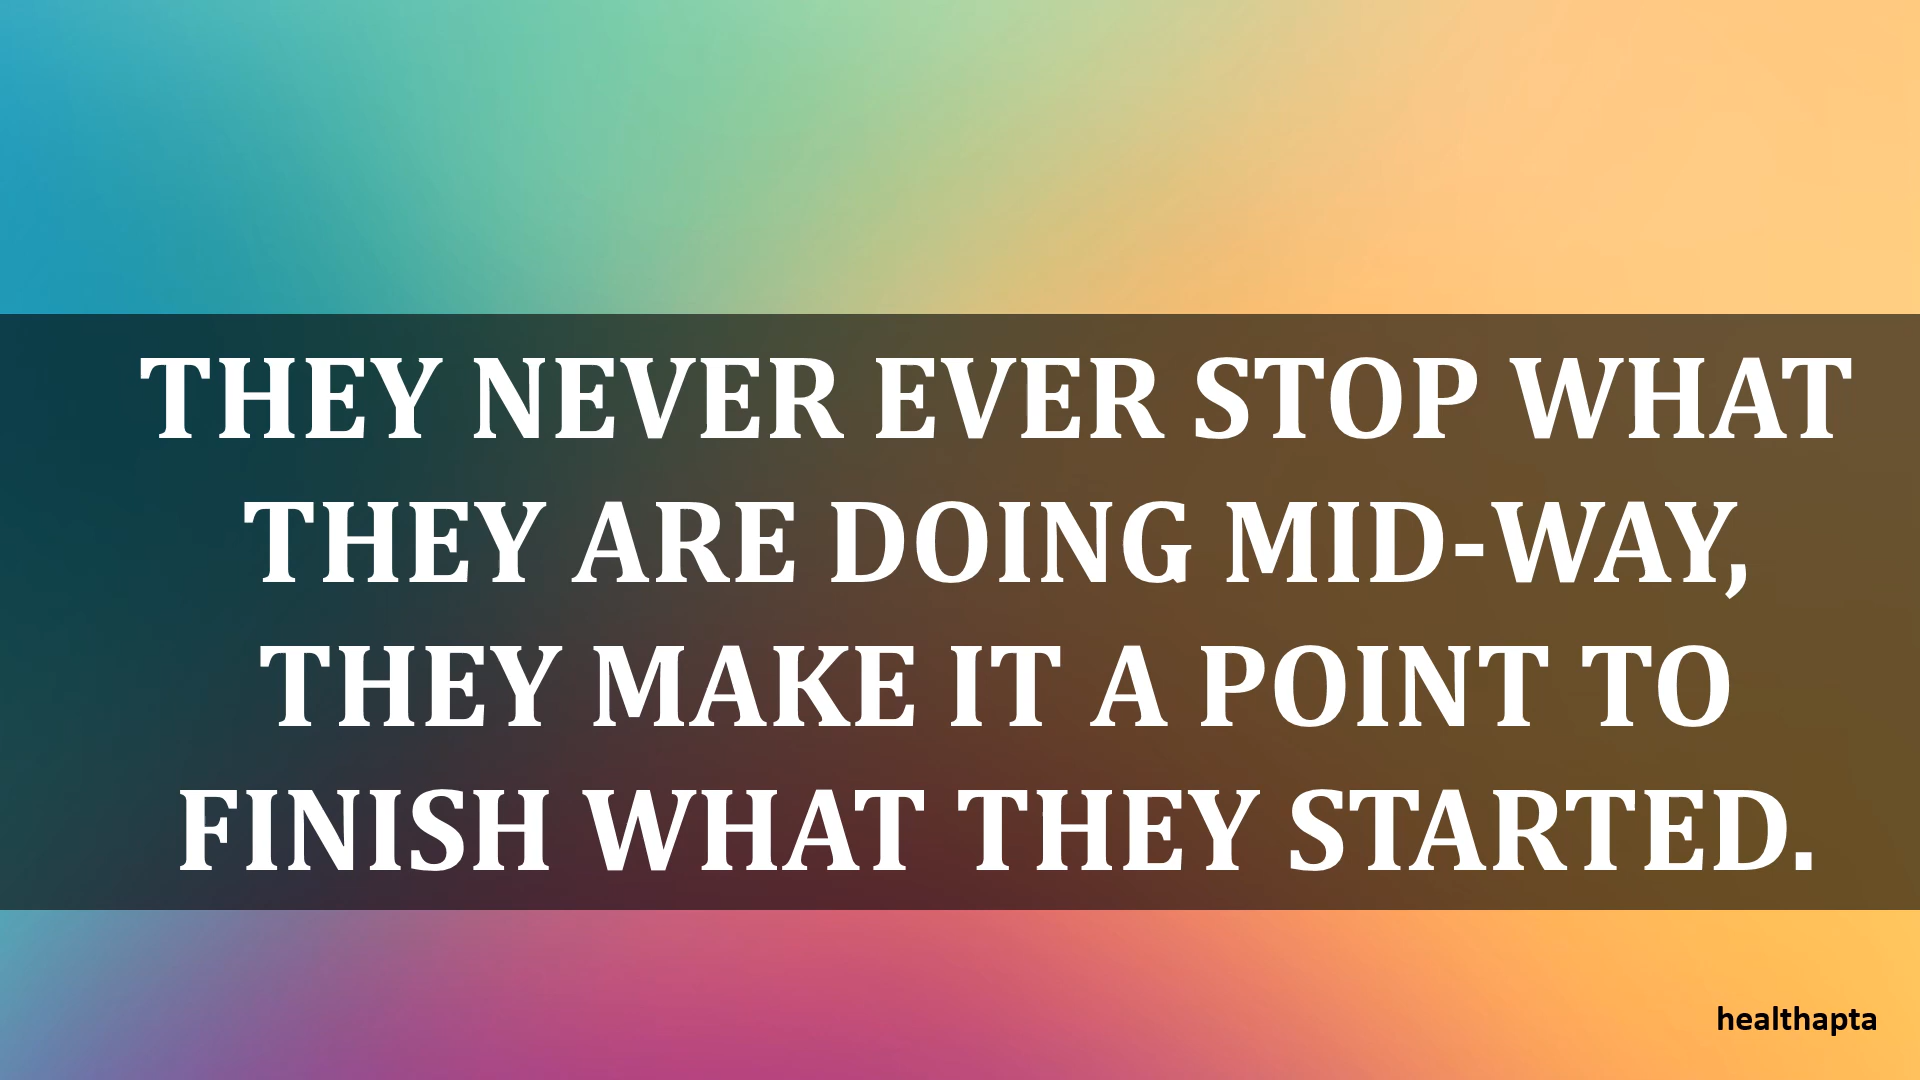 THEY NEVER EVER STOP WHAT
THEY ARE DOING MID-WAY,
THEY MAKE IT A POINT TO
FINISH WHAT THEY STARTED.
healthapta